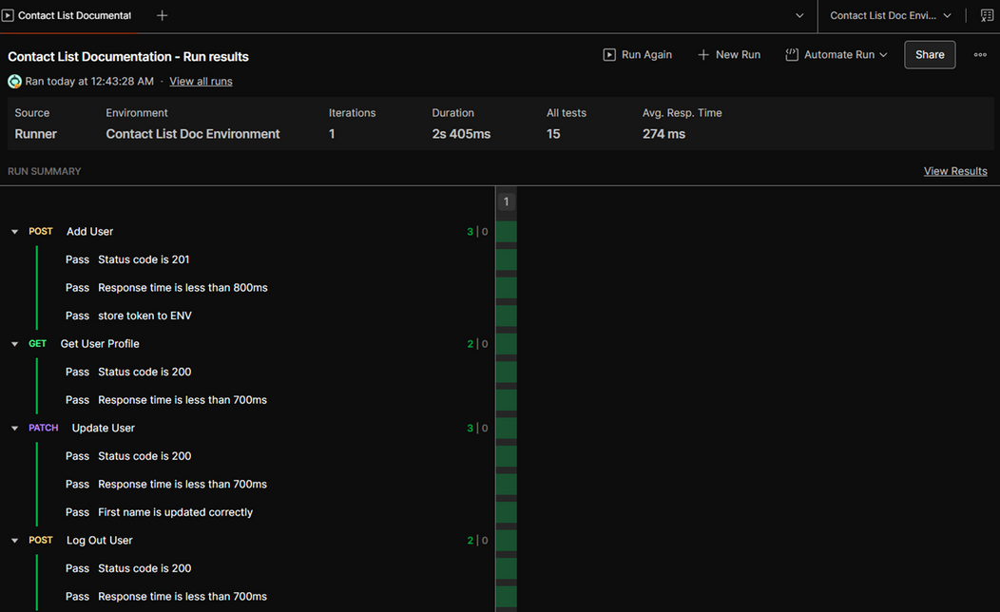 Contact List Documentat
Contact List Doc Envi...
Contact List Documentation - Run results
Run Again
New Run
Automate Run
Share
Ran today at 12:43:28 AM · View all runs
Source Environment Iterations Duration All tests Avg. Resp. Time
Runner Contact List Doc Environment 1 2s 405ms 15 274 ms
RUN SUMMARY View Results
1
POST Add User 3 | 0
Pass Status code is 201
Pass Response time is less than 800ms
Pass store token to ENV
GET Get User Profile 2 | 0
Pass Status code is 200
Pass Response time is less than 700ms
PATCH Update User 3 | 0
Pass Status code is 200
Pass Response time is less than 700ms
Pass First name is updated correctly
POST Log Out User 2 | 0
Pass Status code is 200
Pass Response time is less than 700ms